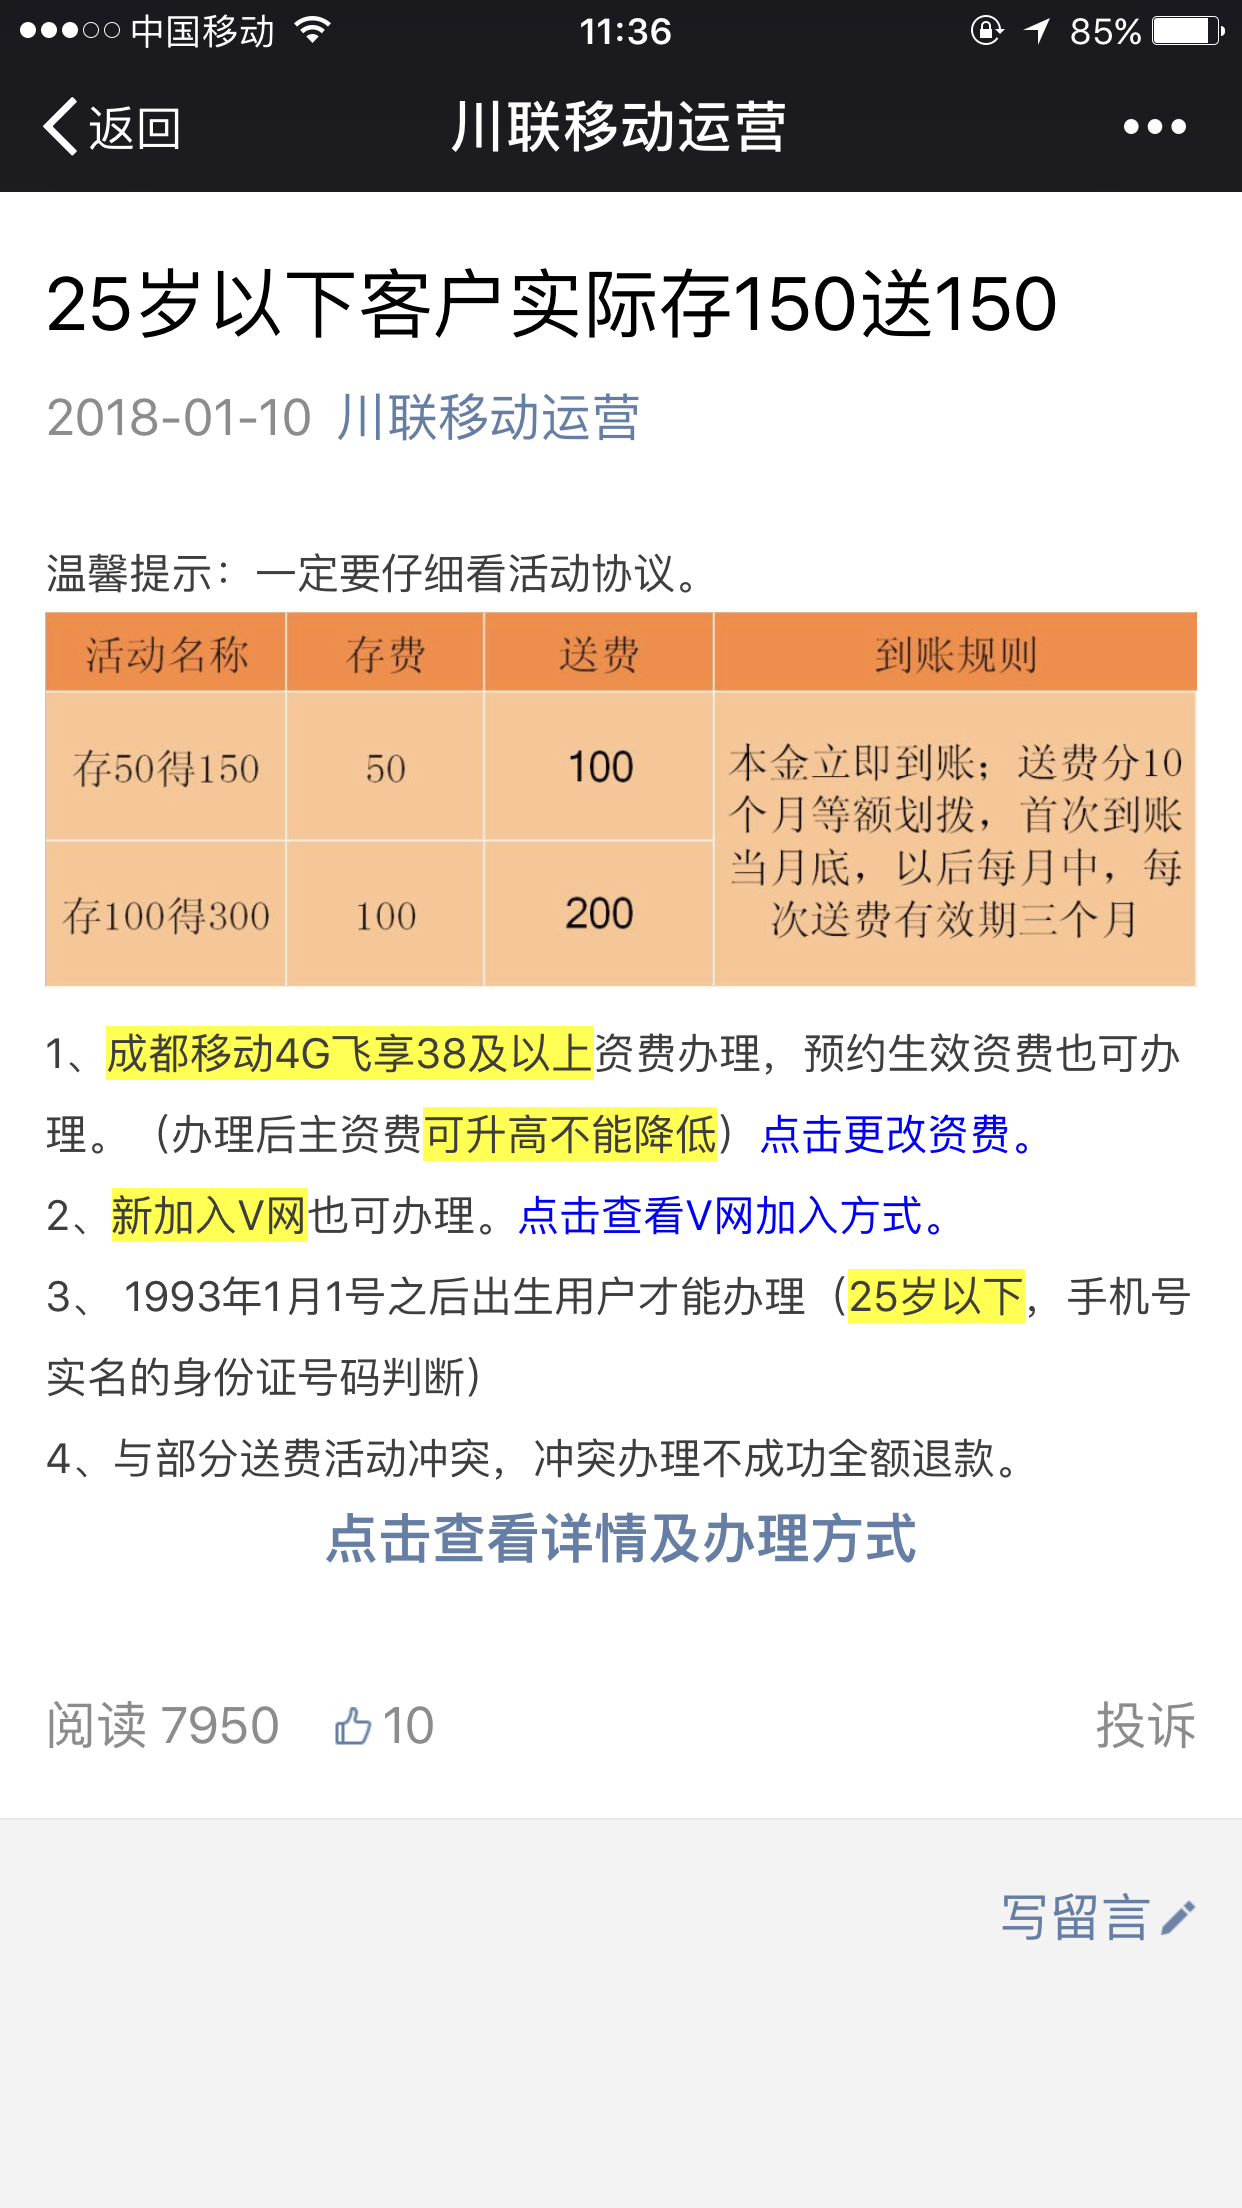 中国移动 11:36 85%
返回 川联移动运营
25岁以下客户实际存150送150
2018-01-10 川联移动运营
温馨提示：一定要仔细看活动协议。
活动名称 存费 送费 到账规则
存50得150 50 100
存100得300 100 200
本金立即到账；送费分10
个月等额划拨，首次到账
当月底，以后每月中，每
次送费有效期三个月
1、成都移动4G飞享38及以上资费办理，预约生效资费也可办
理。（办理后主资费可升高不能降低）点击更改资费。
2、新加入V网也可办理。点击查看V网加入方式。
3、 1993年1月1号之后出生用户才能办理（25岁以下，手机号
实名的身份证号码判断）
4、与部分送费活动冲突，冲突办理不成功全额退款。
点击查看详情及办理方式
阅读 7950 10 投诉
写留言